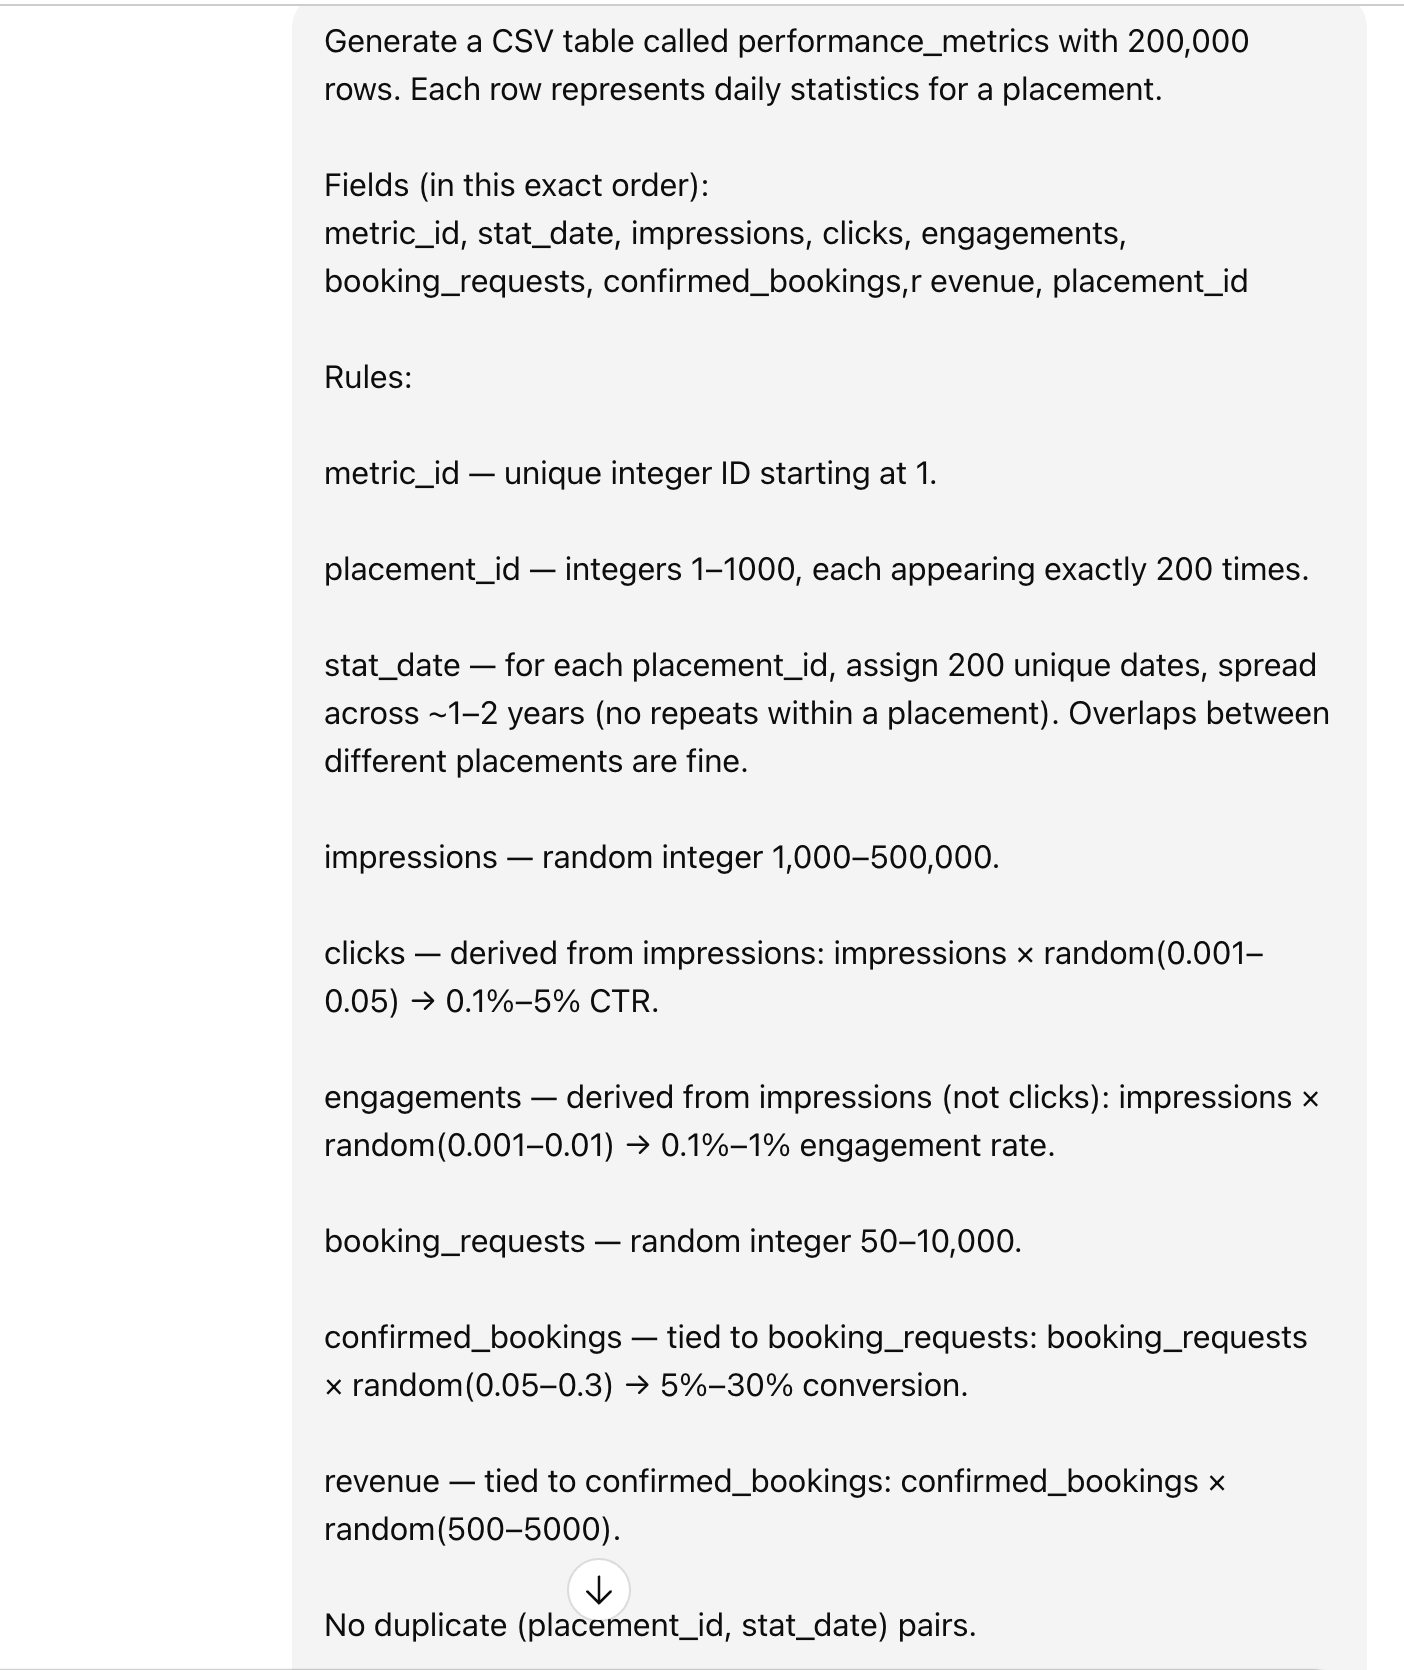 Generate a CSV table called performance_metrics with 200,000
rows. Each row represents daily statistics for a placement.
Fields (in this exact order):
metric_id, stat_date, impressions, clicks, engagements,
booking_requests, confirmed_bookings,r evenue, placement_id
Rules:
metric_id — unique integer ID starting at 1.
placement_id — integers 1–1000, each appearing exactly 200 times.
stat_date — for each placement_id, assign 200 unique dates, spread
across ~1–2 years (no repeats within a placement). Overlaps between
different placements are fine.
impressions — random integer 1,000–500,000.
clicks — derived from impressions: impressions × random(0.001–
0.05) → 0.1%–5% CTR.
engagements — derived from impressions (not clicks): impressions ×
random(0.001–0.01) → 0.1%–1% engagement rate.
booking_requests — random integer 50–10,000.
confirmed_bookings — tied to booking_requests: booking_requests
× random(0.05–0.3) → 5%–30% conversion.
revenue — tied to confirmed_bookings: confirmed_bookings ×
random(500–5000).
No duplicate (placement_id, stat_date) pairs.